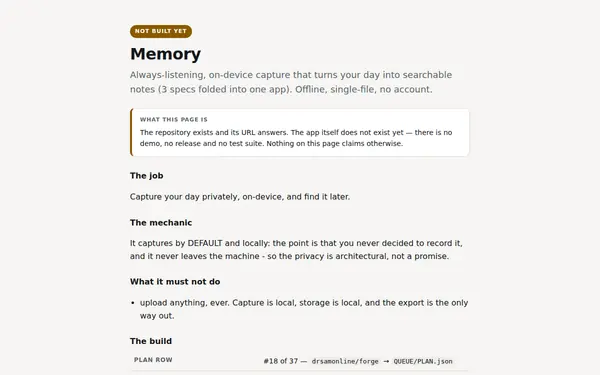 NOT BUILT YET
Memory
Always-listening, on-device capture that turns your day into searchable
notes (3 specs folded into one app). Offline, single-file, no account.
WHAT THIS PAGE IS
The repository exists and its URL answers. The app itself does not exist yet — there is no
demo, no release and no test suite. Nothing on this page claims otherwise.
The job
Capture your day privately, on-device, and find it later.
The mechanic
It captures by DEFAULT and locally: the point is that you never decided to record it,
and it never leaves the machine - so the privacy is architectural, not a promise.
What it must not do
• upload anything, ever. Capture is local, storage is local, and the export is the only
way out.
The build
PLAN ROW #18 of 37 — drsamonline/forge → QUEUE/PLAN.json